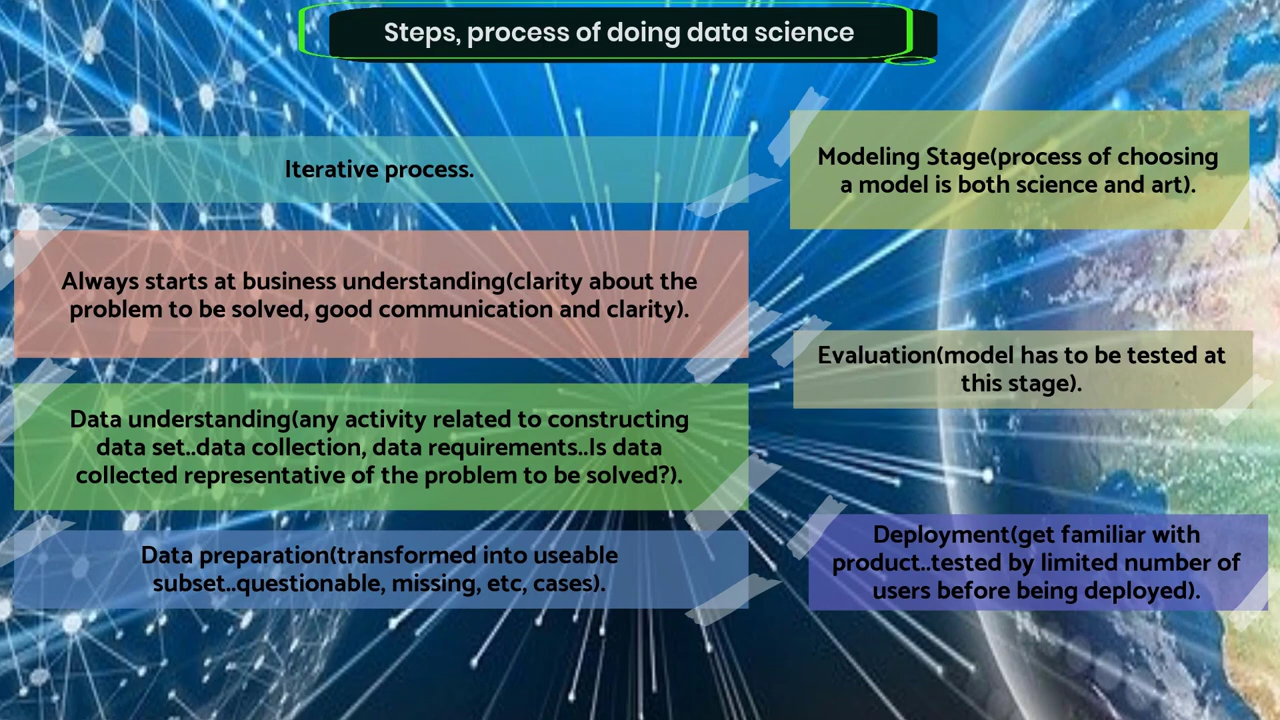 Steps, process of doing data science
Iterative process.
Always starts at business understanding(clarity about the
problem to be solved, good communication and clarity).
Data understanding(any activity related to constructing
data set..data collection, data requirements..Is data
collected representative of the problem to be solved?).
Data preparation(transformed into useable
subset..questionable, missing, etc, cases).
Modeling Stage(process of choosing
a model is both science and art).
Evaluation(model has to be tested at
this stage).
Deployment(get familiar with
product..tested by limited number of
users before being deployed).